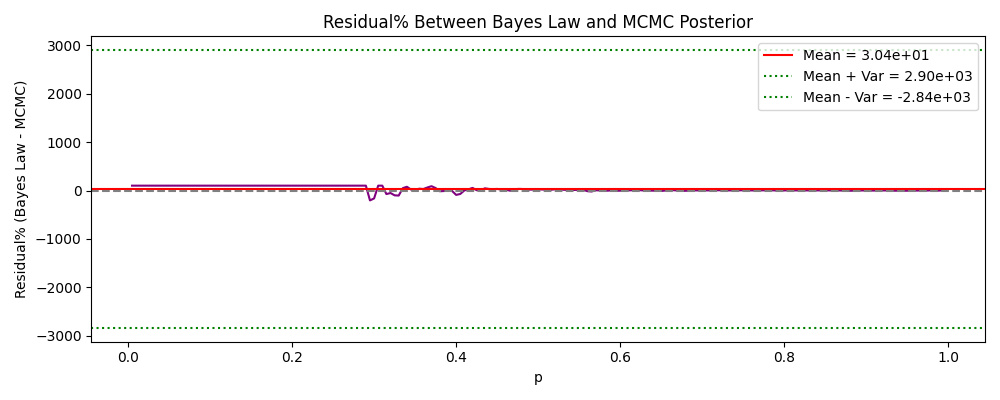 Residual% Between Bayes Law and MCMC Posterior
Residual% (Bayes Law - MCMC)
3000
2000
1000
0
−1000
−2000
−3000
Mean = 3.04e+01
Mean + Var = 2.90e+03
Mean - Var = -2.84e+03
0.0 0.2 0.4 0.6 0.8 1.0
p